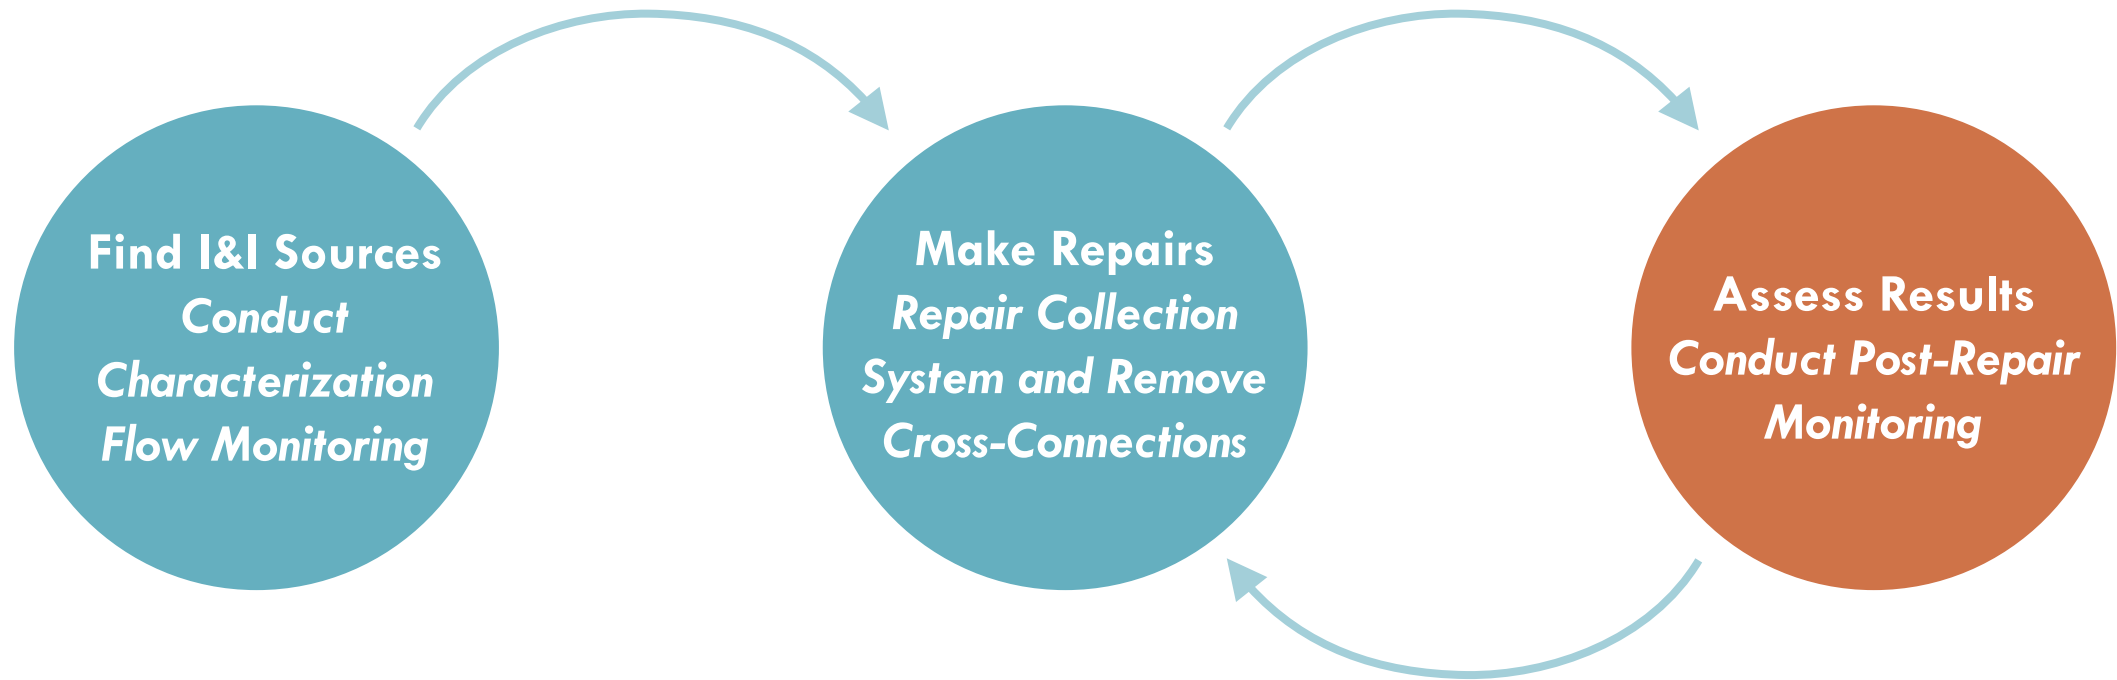 Find I&I Sources
Conduct
Characterization
Flow Monitoring
Make Repairs
Repair Collection
System and Remove
Cross-Connections
Assess Results
Conduct Post-Repair
Monitoring